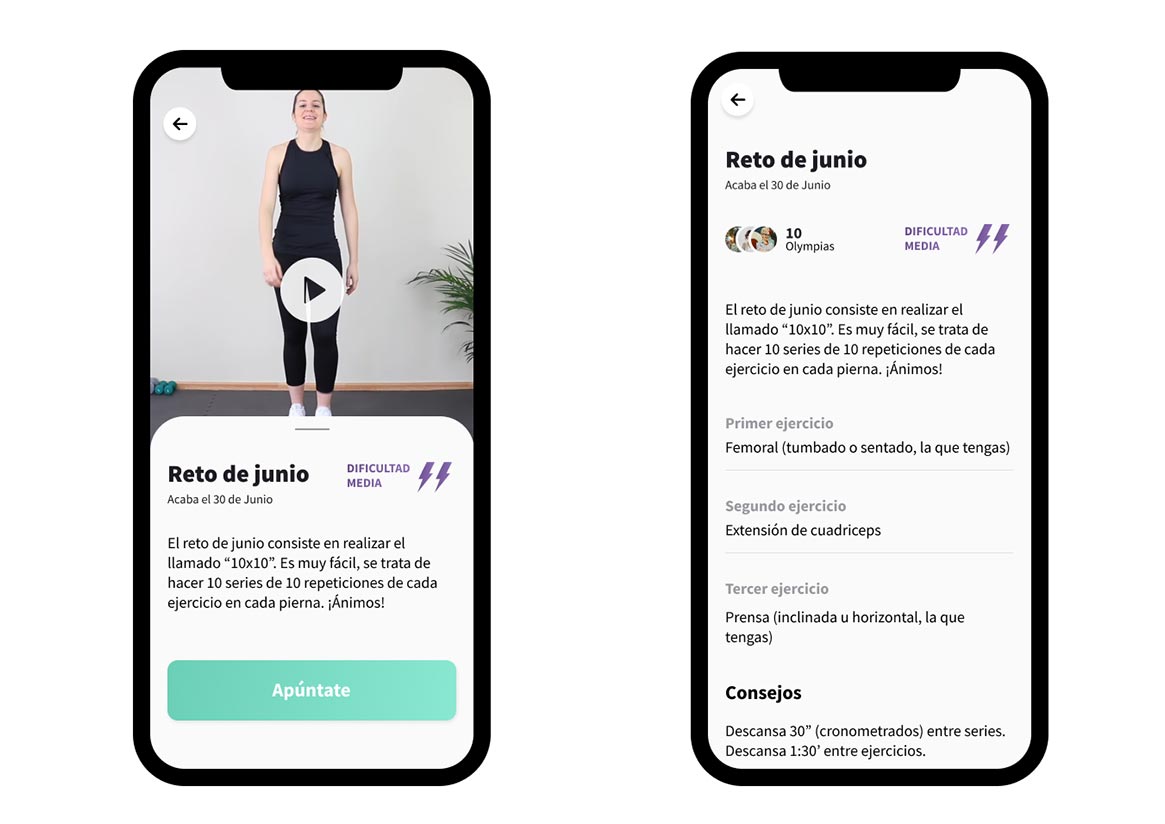 Reto de junio
Acaba el 30 de Junio
DIFICULTAD
MEDIA
El reto de junio consiste en realizar el
llamado “10x10”. Es muy fácil, se trata de
hacer 10 series de 10 repeticiones de cada
ejercicio en cada pierna. ¡Ánimos!
Apúntate
Reto de junio
Acaba el 30 de Junio
10
Olympias
DIFICULTAD
MEDIA
El reto de junio consiste en realizar el
llamado “10x10”. Es muy fácil, se trata de
hacer 10 series de 10 repeticiones de cada
ejercicio en cada pierna. ¡Ánimos!
Primer ejercicio
Femoral (tumbado o sentado, la que tengas)
Segundo ejercicio
Extensión de cuadriceps
Tercer ejercicio
Prensa (inclinada u horizontal, la que
tengas)
Consejos
Descansa 30” (cronometrados) entre series.
Descansa 1:30’ entre ejercicios.